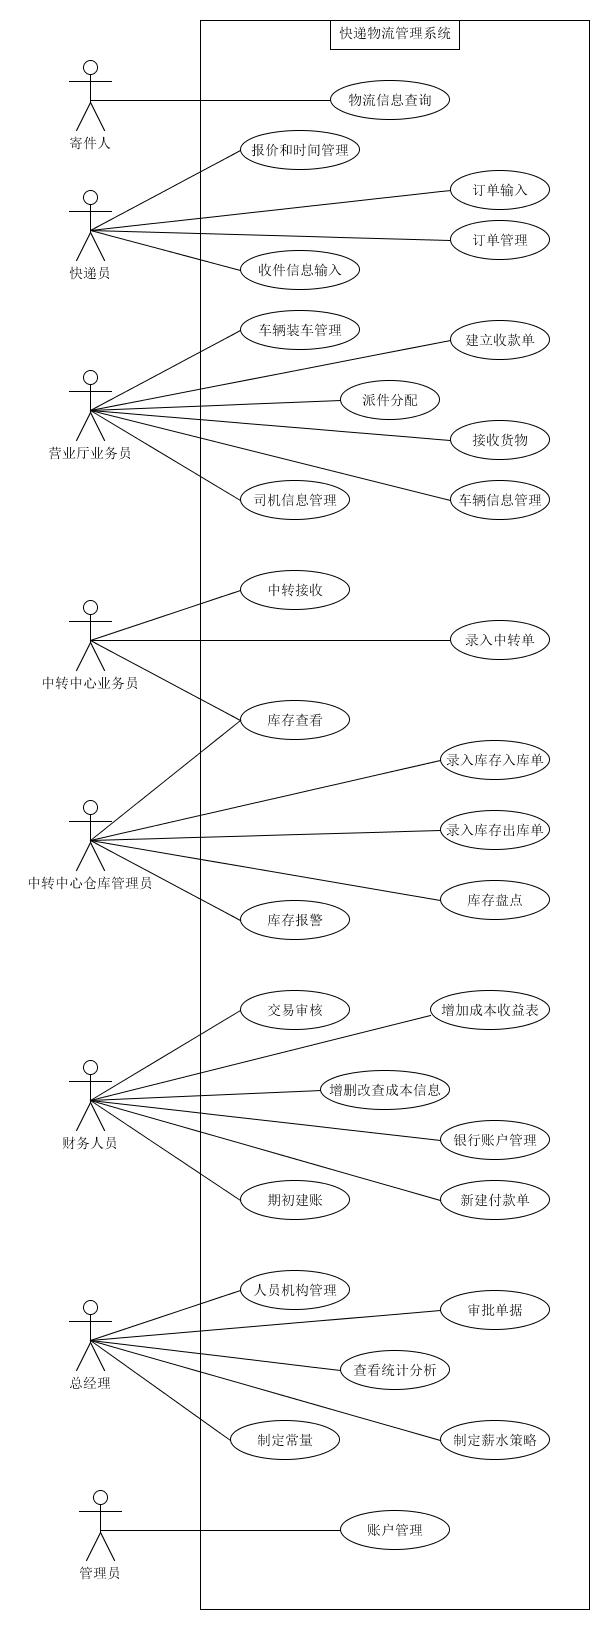 快递物流管理系统
物流信息查询
寄件人
报价和时间管理
订单输入
订单管理
快递员
收件信息输入
车辆装车管理
建立收款单
派件分配
接收货物
营业厅业务员
司机信息管理
车辆信息管理
中转接收
录入中转单
中转中心业务员
库存查看
录入库存入库单
录入库存出库单
中转中心仓库管理员
库存盘点
库存报警
交易审核
增加成本收益表
增删改查成本信息
财务人员
银行账户管理
期初建账
新建付款单
人员机构管理
审批单据
查看统计分析
总经理
制定常量
制定薪水策略
账户管理
管理员